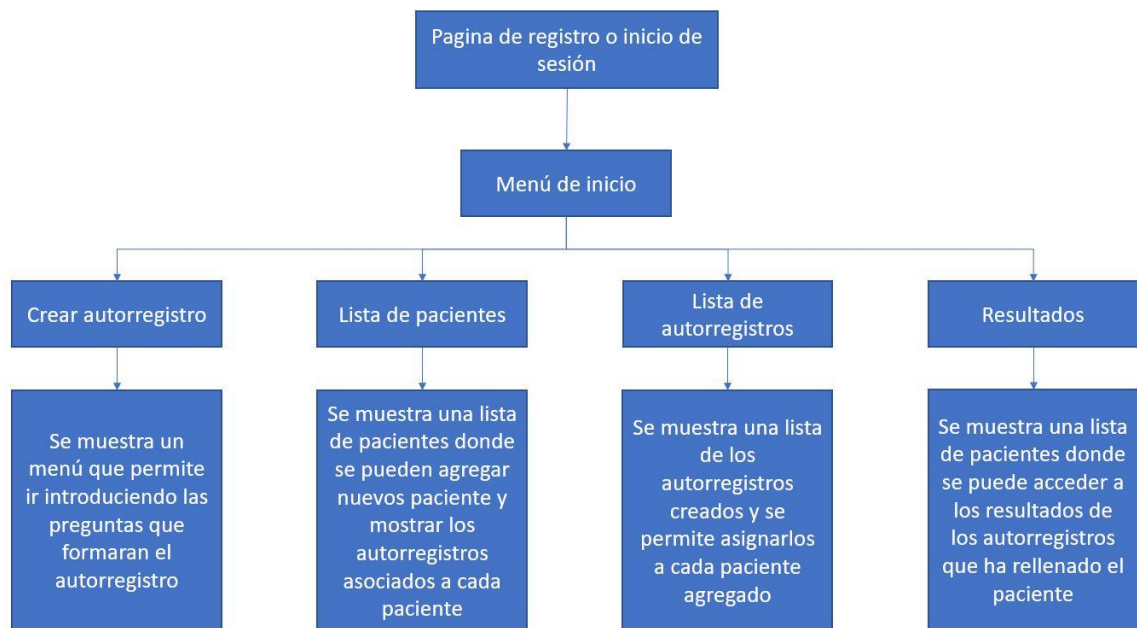 Pagina de registro o inicio de
sesión
Menú de inicio
Crear autorregistro
Lista de pacientes
Lista de
autorregistros
Resultados
Se muestra un
menú que permite
ir introduciendo las
preguntas que
formaran el
autorregistro
Se muestra una lista
de pacientes donde
se pueden agregar
nuevos paciente y
mostrar los
autorregistros
asociados a cada
paciente
Se muestra una lista
de los
autorregistros
creados y se
permite asignarlos
a cada paciente
agregado
Se muestra una lista
de pacientes donde
se puede acceder a
los resultados de
los autorregistros
que ha rellenado el
paciente